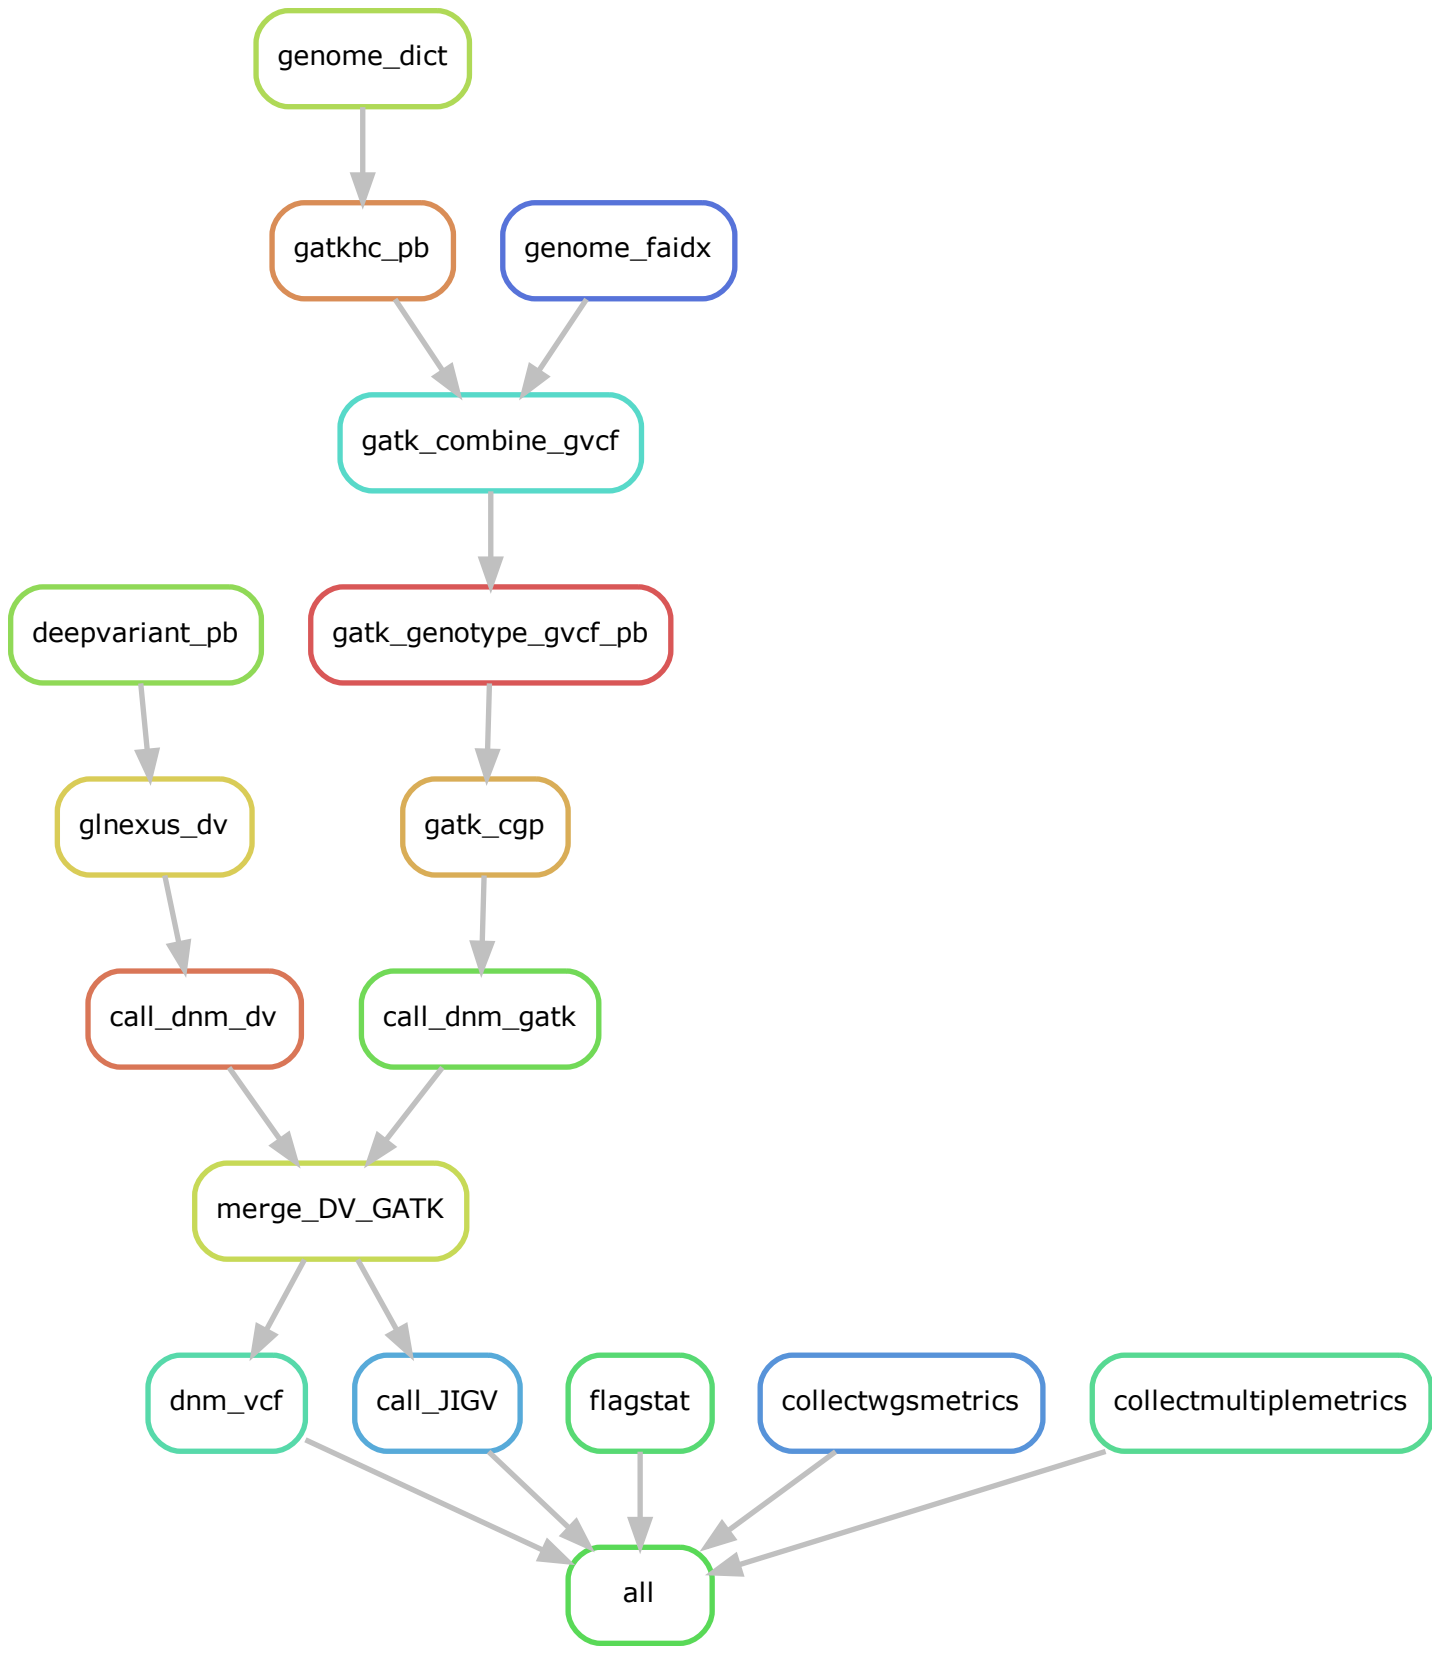 genome_dict
gatkhc_pb
genome_faidx
gatk_combine_gvcf
deepvariant_pb
gatk_genotype_gvcf_pb
glnexus_dv
gatk_cgp
call_dnm_dv
call_dnm_gatk
merge_DV_GATK
dnm_vcf
call_JIGV
flagstat
collectwgsmetrics
collectmultiplemetrics
all